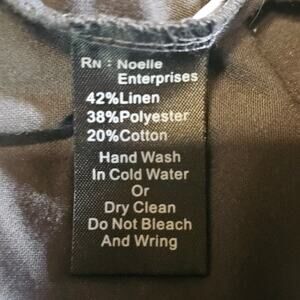 RN : Noelle
Enterprises
42%Linen
38%Polyester
20%Cotton
Hand Wash
In Cold Water
Or
Dry Clean
Do Not Bleach
And Wring